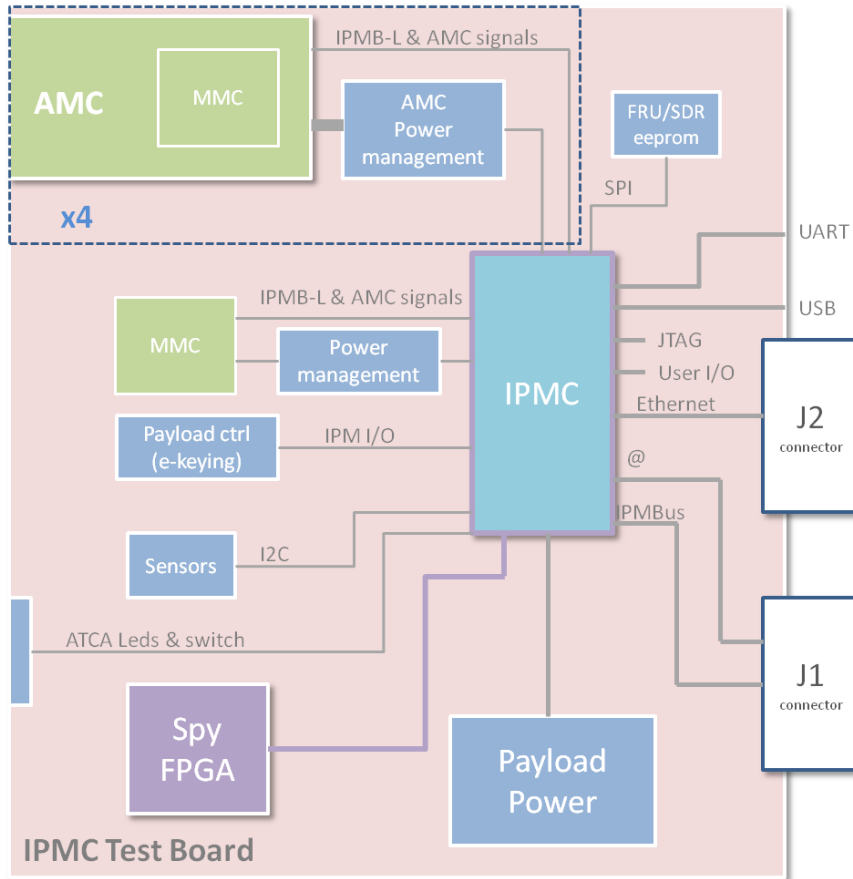 IPMB-L & AMC signals
AMC
MMC
AMC
Power
management
FRU/SDR
eeprom
SPI
x4
UART
IPMB-L & AMC signals
USB
MMC
Power
management
JTAG
User I/O
IPMC
Ethernet
J2
connector
Payload ctrl
(e-keying)
IPM I/O
@
IPMBus
Sensors
I2C
ATCA Leds & switch
J1
connector
Spy
FPGA
Payload
Power
IPMC Test Board